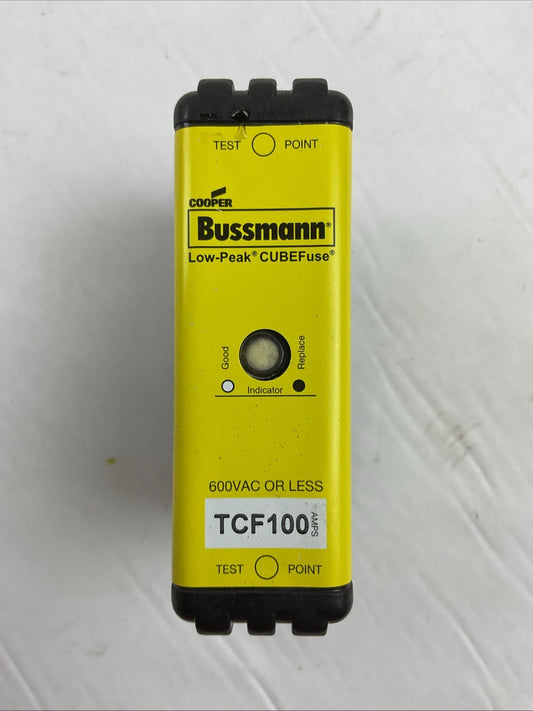 TEST POINT
COOPER
Bussmann®
Low-Peak® CUBEFuse®
Good Replace
Indicator
600VAC OR LESS
TCF100 AMPS
TEST POINT